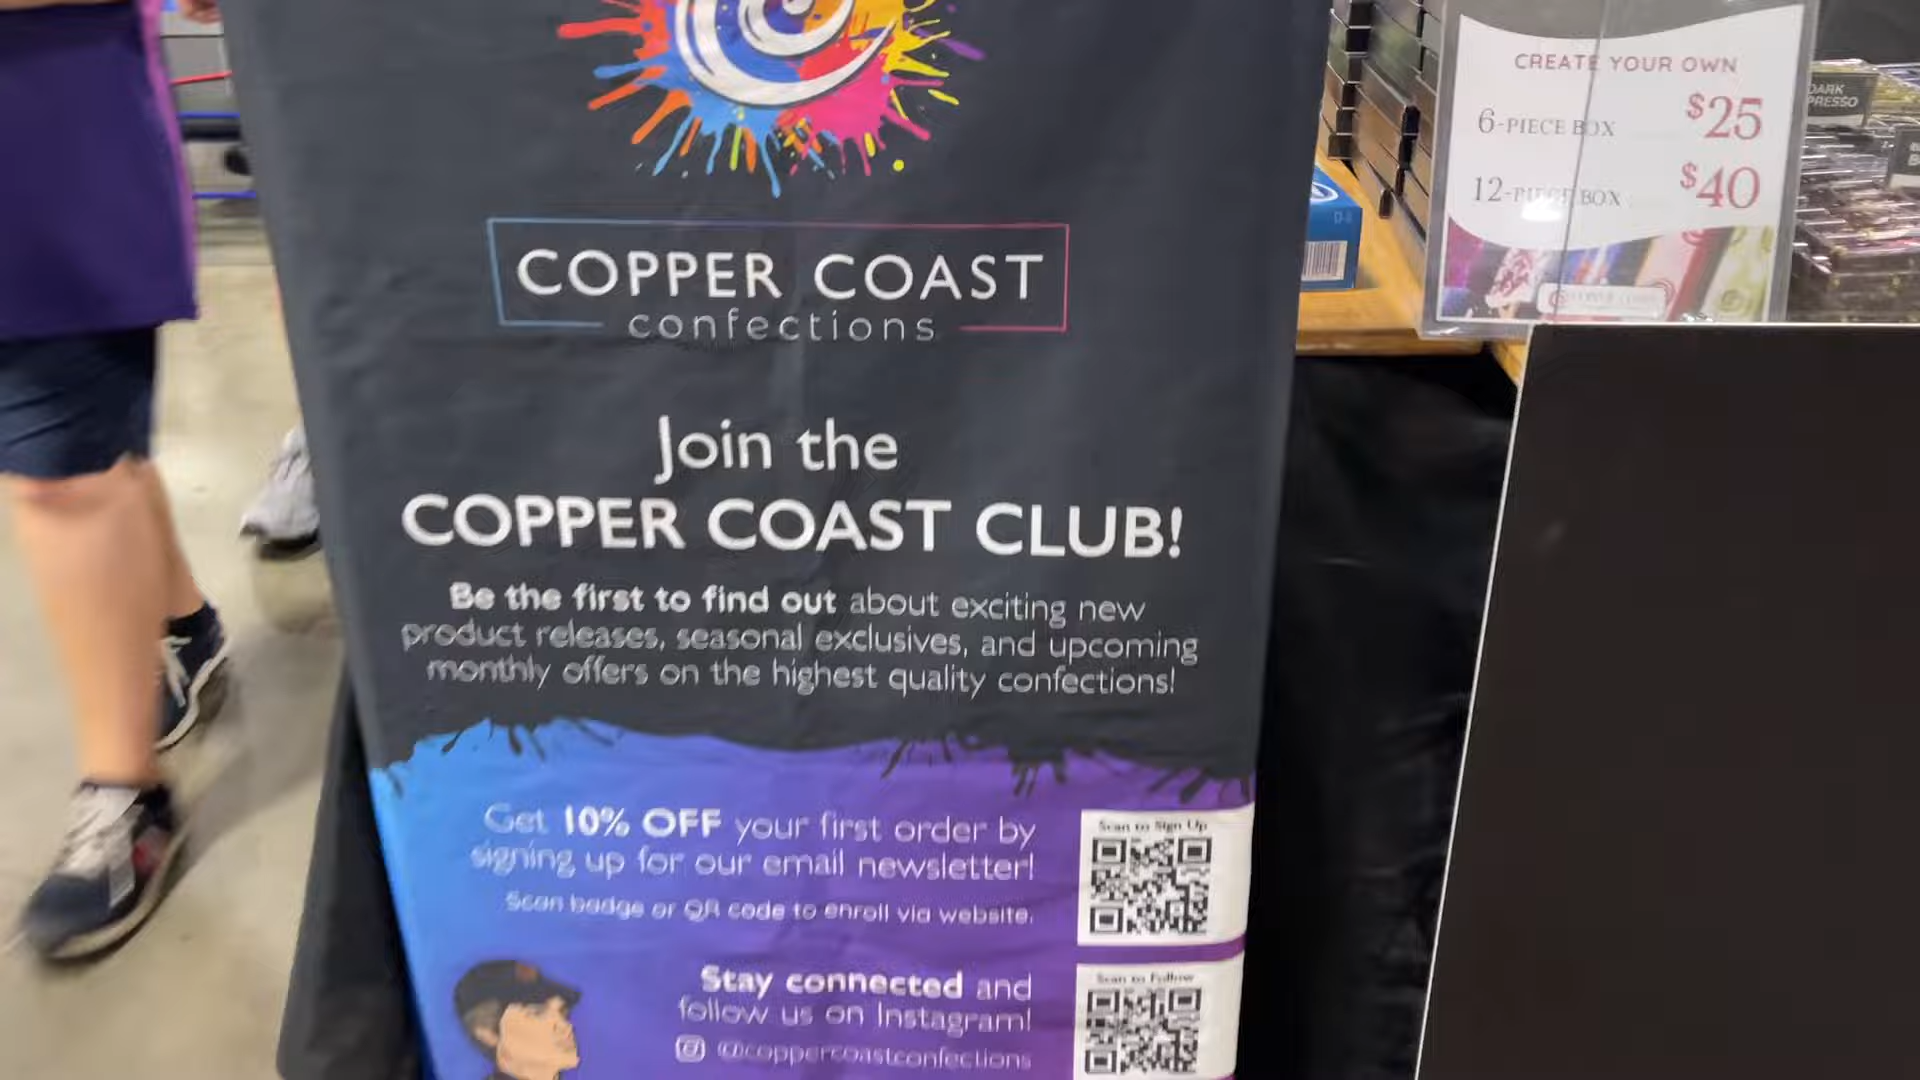 COPPER COAST
confections
Join the
COPPER COAST CLUB!
Be the first to find out about exciting new
product releases, seasonal exclusives, and upcoming
monthly offers on the highest quality confections!
Get 10% OFF your first order by
signing up for our email newsletter!
Scan badge or QR code to enroll via website.
Scan to Sign Up
Stay connected and
follow us on Instagram!
@coppercoastconfections
Scan to Follow
CREATE YOUR OWN
6-PIECE BOX $25
12-PIECE BOX $40
DARK